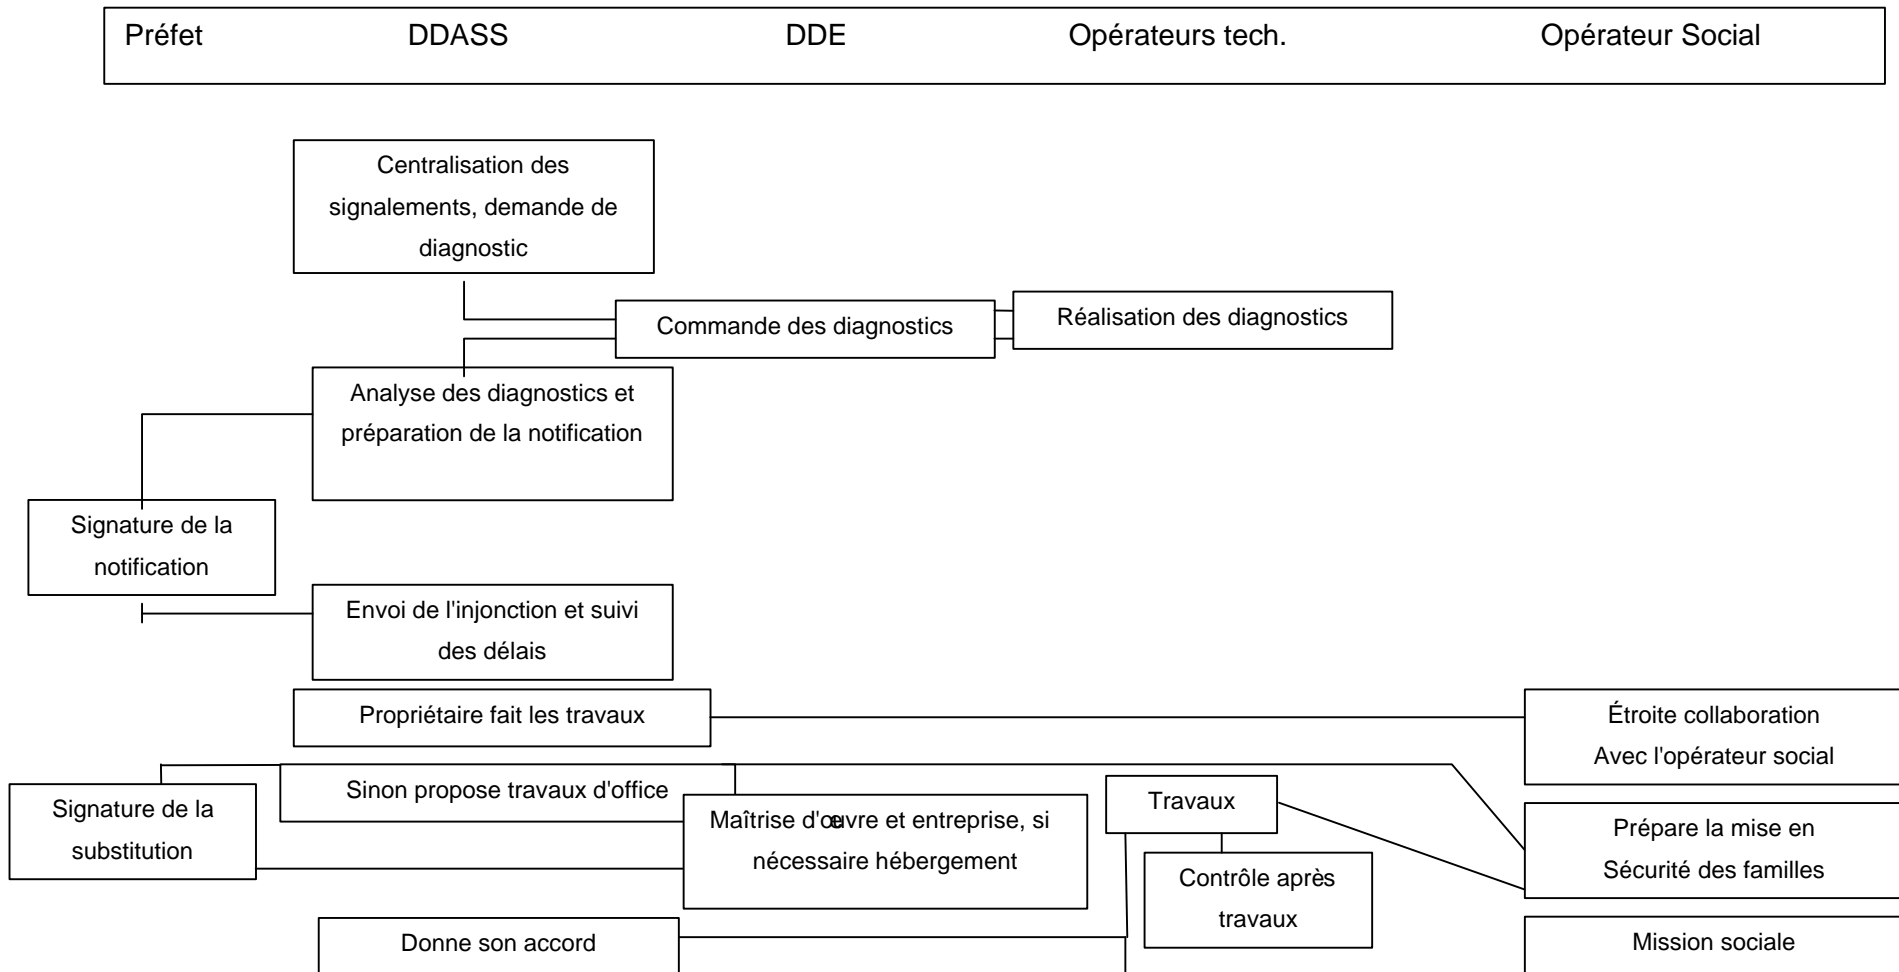 Préfet DDASS DDE Opérateurs tech. Opérateur Social
Centralisation des
signalements, demande de
diagnostic
Commande des diagnostics
Réalisation des diagnostics
Analyse des diagnostics et
préparation de la notification
Signature de la
notification
Envoi de l'injonction et suivi
des délais
Propriétaire fait les travaux
Étroite collaboration
Avec l'opérateur social
Sinon propose travaux d'office
Signature de la
substitution
Maîtrise d'œuvre et entreprise, si
nécessaire hébergement
Travaux
Prépare la mise en
Sécurité des familles
Contrôle après
travaux
Donne son accord
Mission sociale